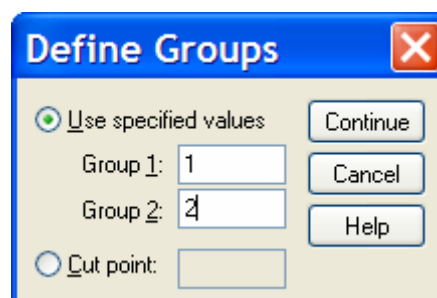 Define Groups
Use specified values
Continue
Group 1: 1
Cancel
Group 2: 2
Help
Cut point: